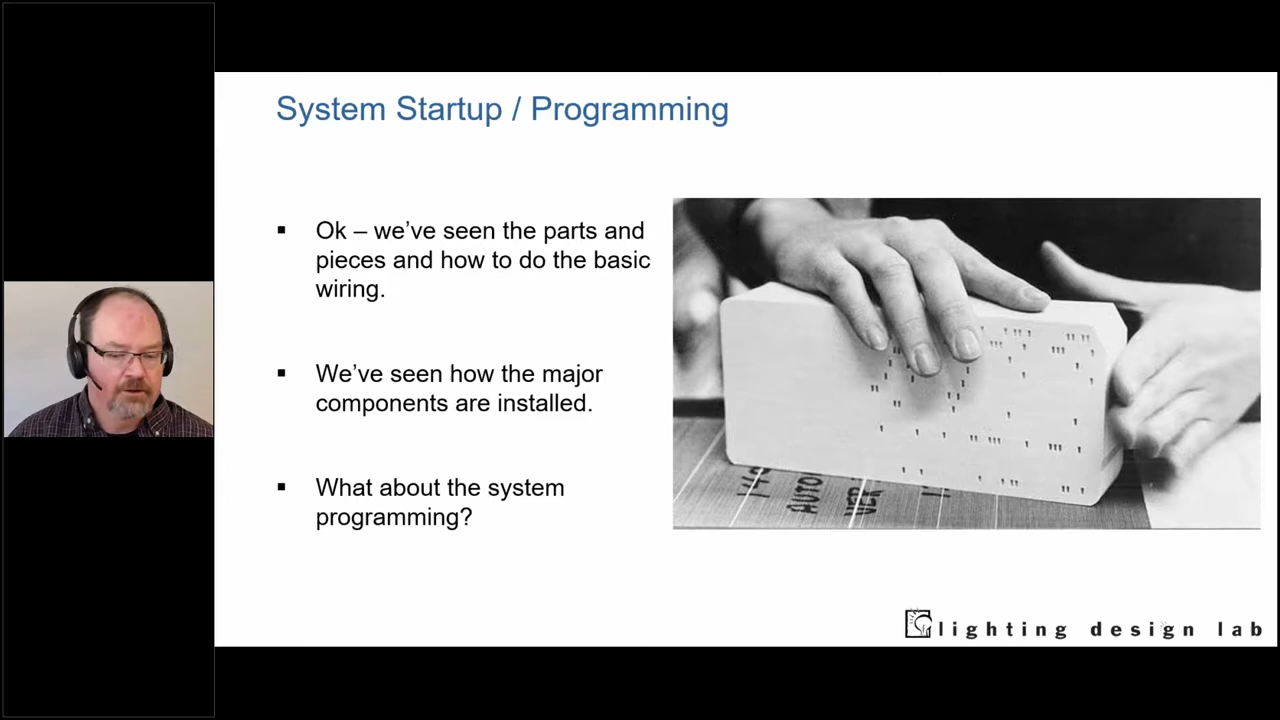 System Startup / Programming
▪ Ok – we’ve seen the parts and
pieces and how to do the basic
wiring.
▪ We’ve seen how the major
components are installed.
▪ What about the system
programming?
lighting design lab